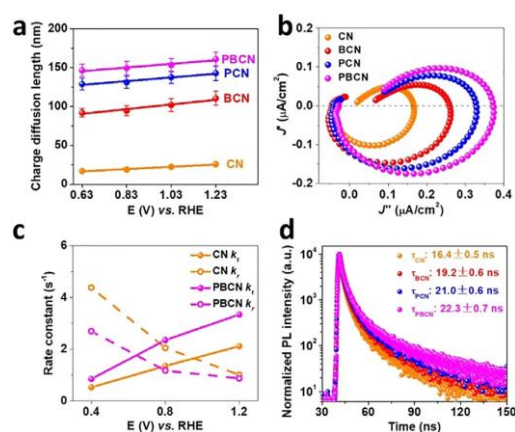 a
Charge diffusion length (nm)
200
150
100
50
0
PBCN
PCN
BCN
CN
0.63 0.83 1.03 1.23
E (V) vs. RHE
b
J' (μA/cm²)
0.2
0.1
0.0
-0.1
-0.2
CN
BCN
PCN
PBCN
0.0 0.1 0.2 0.3 0.4
J'' (μA/cm²)
c
Rate constant (s⁻¹)
6
4
2
0
CN kt
CN kr
PBCN kt
PBCN kr
0.4 0.8 1.2
E (V) vs. RHE
d
Normalized PL intensity (a.u.)
10⁴
10³
10²
10¹
τCN: 16.4±0.5 ns
τBCN: 19.2±0.6 ns
τPCN: 21.0±0.6 ns
τPBCN: 22.3±0.7 ns
30 60 90 120 150
Time (ns)